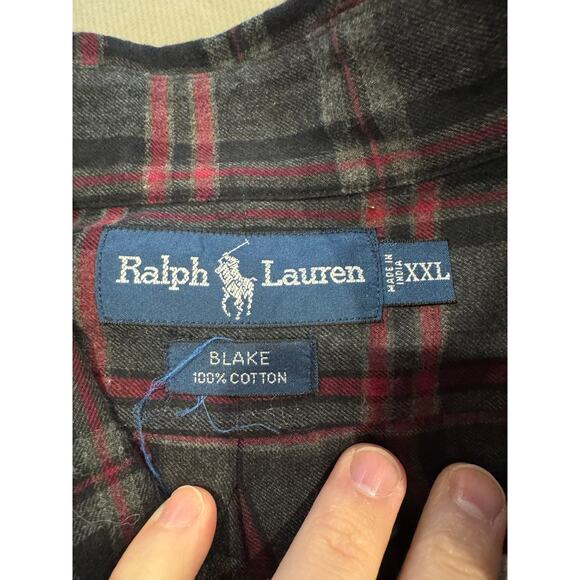 Ralph Lauren
MADE IN
INDIA
XXL
BLAKE
100% COTTON